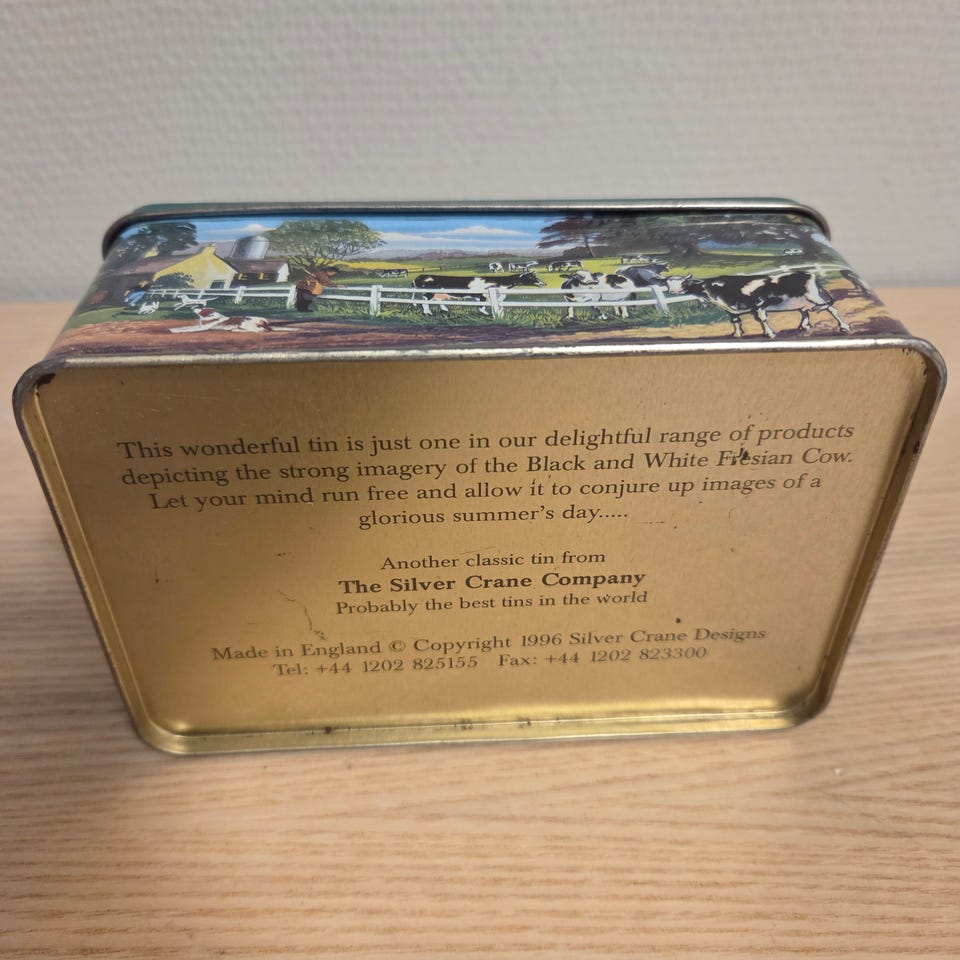 This wonderful tin is just one in our delightful range of products
depicting the strong imagery of the Black and White Fresian Cow.
Let your mind run free and allow it to conjure up images of a
glorious summer's day.....
Another classic tin from
The Silver Crane Company
Probably the best tins in the world
Made in England © Copyright 1996 Silver Crane Designs
Tel: +44 1202 825155 Fax: +44 1202 823300